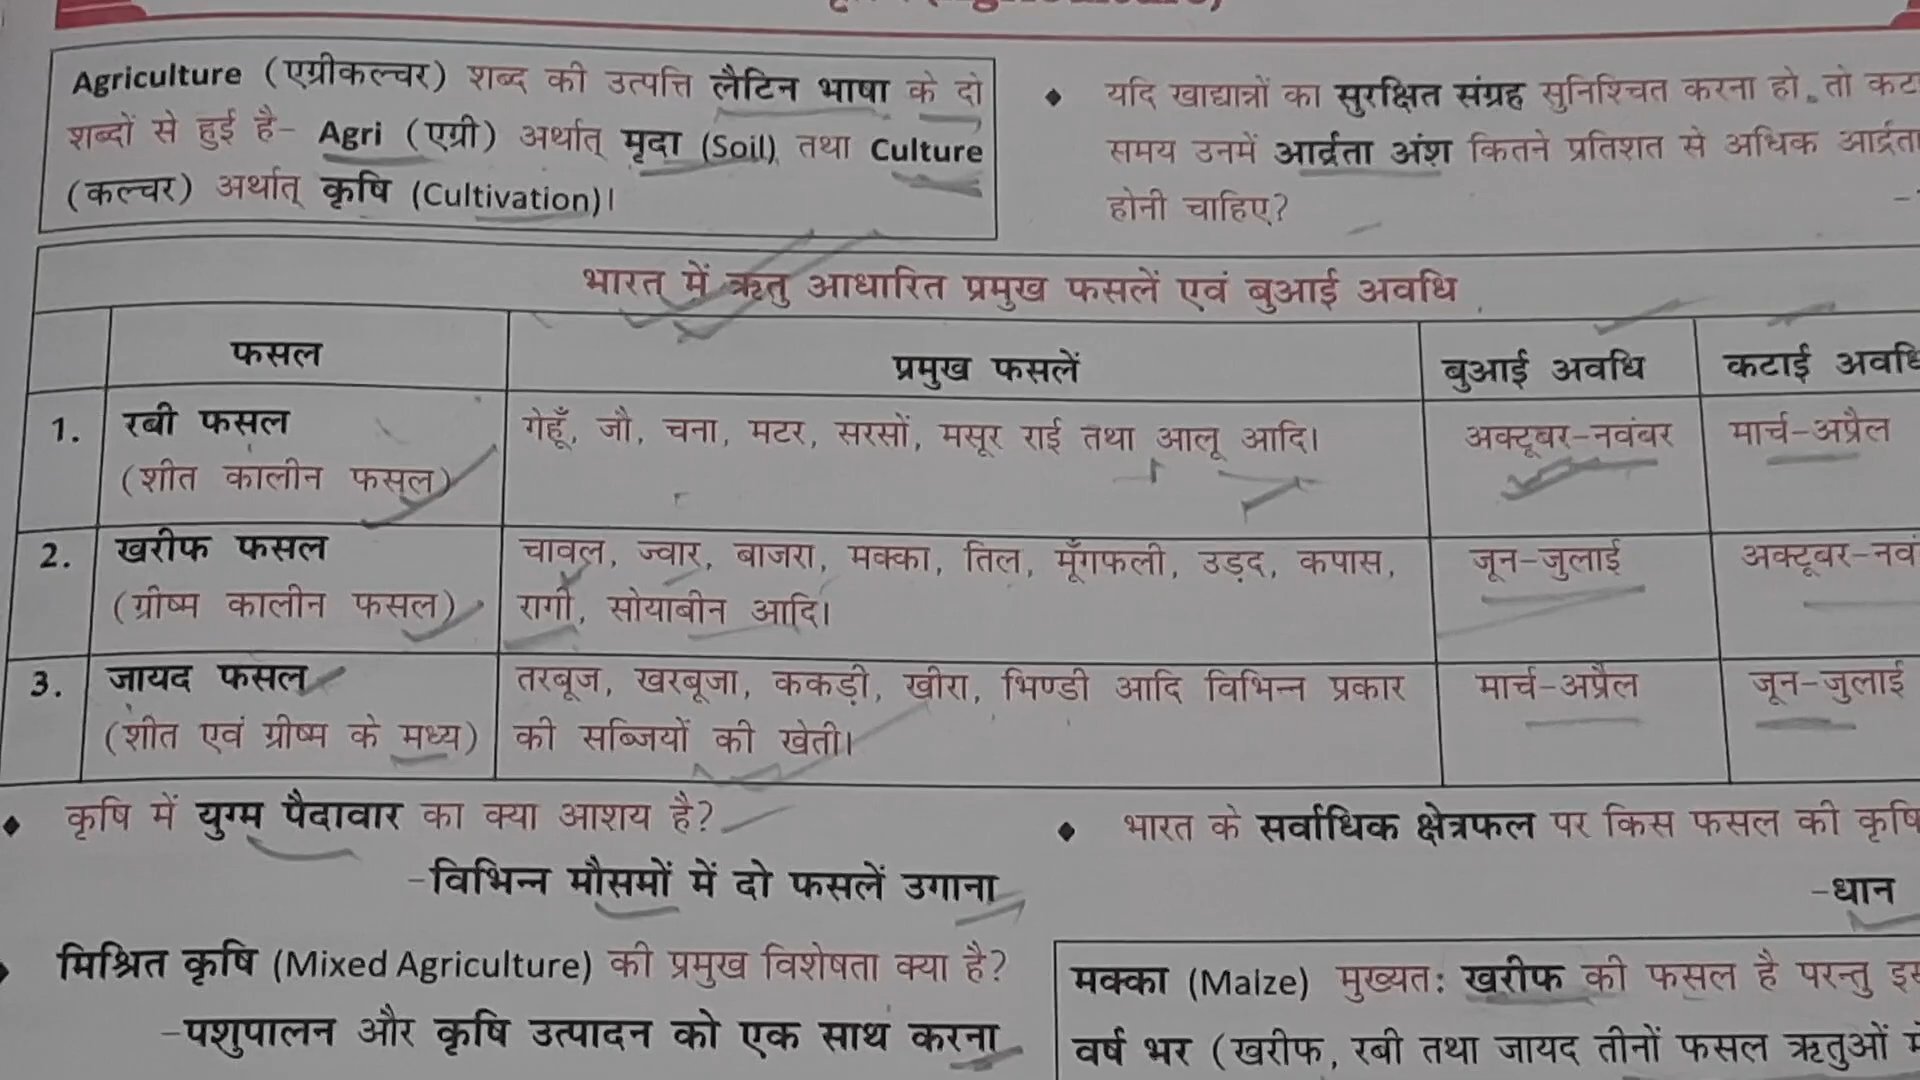 Agriculture (एग्रीकल्चर) शब्द की उत्पत्ति लैटिन भाषा के दो
शब्दों से हुई है- Agri (एग्री) अर्थात् मृदा (Soil) तथा Culture
(कल्चर) अर्थात् कृषि (Cultivation)।
♦ यदि खाद्यान्नों का सुरक्षित संग्रह सुनिश्चित करना हो, तो
समय उनमें आर्द्रता अंश कितने प्रतिशत से अधिक आर्द्रता
होनी चाहिए?
भारत में ऋतु आधारित प्रमुख फसलें एवं बुआई अवधि
फसल प्रमुख फसलें बुआई अवधि कटाई अवधि
1. रबी फसल गेहूँ, जौ, चना, मटर, सरसों, मसूर राई तथा आलू आदि। अक्टूबर-नवंबर मार्च-अप्रैल
(शीत कालीन फसल)
2. खरीफ फसल चावल, ज्वार, बाजरा, मक्का, तिल, मूँगफली, उड़द, कपास, जून-जुलाई अक्टूबर-नवं
(ग्रीष्म कालीन फसल) रागी, सोयाबीन आदि।
3. जायद फसल तरबूज, खरबूजा, ककड़ी, खीरा, भिण्डी आदि विभिन्न प्रकार मार्च-अप्रैल जून-जुलाई
(शीत एवं ग्रीष्म के मध्य) की सब्जियों की खेती।
♦ कृषि में युग्म पैदावार का क्या आशय है?
-विभिन्न मौसमों में दो फसलें उगाना
मिश्रित कृषि (Mixed Agriculture) की प्रमुख विशेषता क्या है?
-पशुपालन और कृषि उत्पादन को एक साथ करना
♦ भारत के सर्वाधिक क्षेत्रफल पर किस फसल की कृषि
-धान
मक्का (Maize) मुख्यत: खरीफ की फसल है परन्तु
वर्ष भर (खरीफ, रबी तथा जायद तीनों फसल ऋतुओं